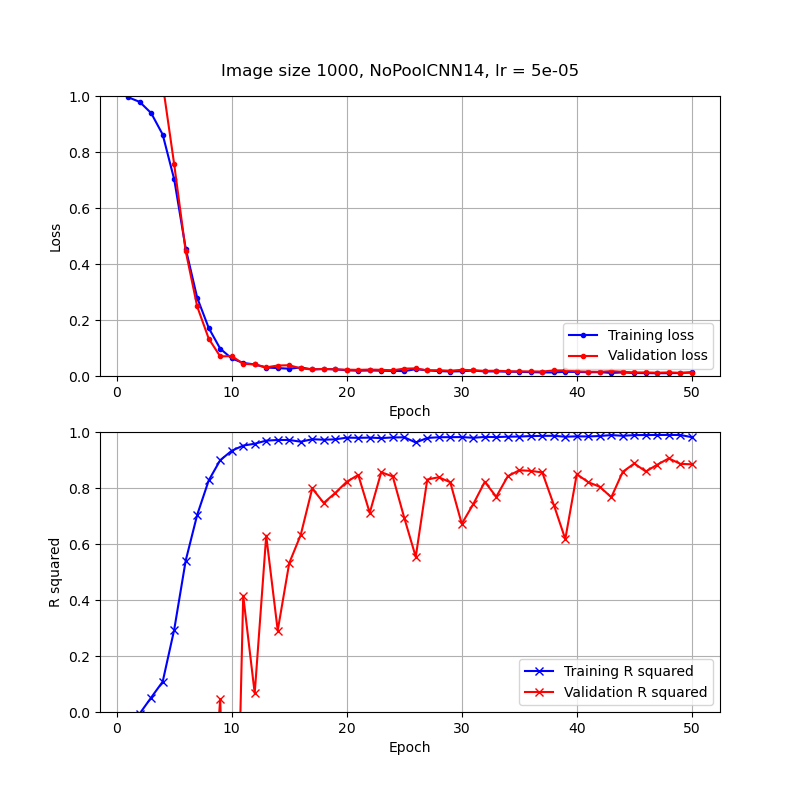 Image size 1000, NoPoolCNN14, lr = 5e-05
1.0
0.8
0.6
0.4
0.2
0.0
Loss
Training loss
Validation loss
0 10 20 30 40 50
Epoch
1.0
0.8
0.6
0.4
0.2
0.0
R squared
Training R squared
Validation R squared
0 10 20 30 40 50
Epoch